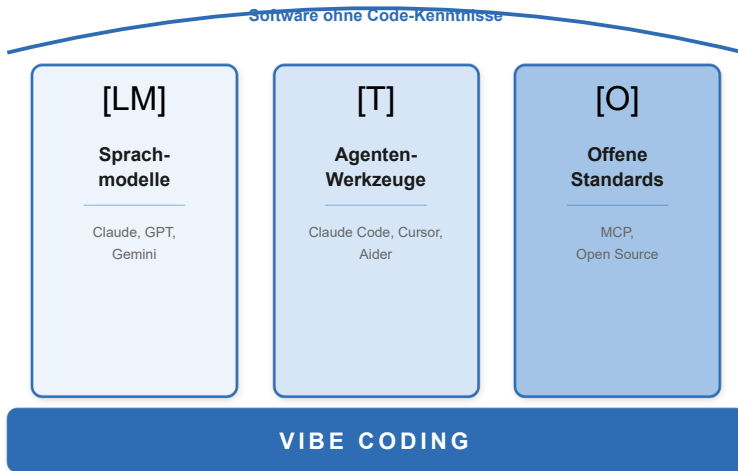 Software ohne Code-Kenntnisse
[LM]
Sprach-
modelle
Claude, GPT,
Gemini
[T]
Agenten-
Werkzeuge
Claude Code, Cursor,
Aider
[O]
Offene
Standards
MCP,
Open Source
VIBE CODING